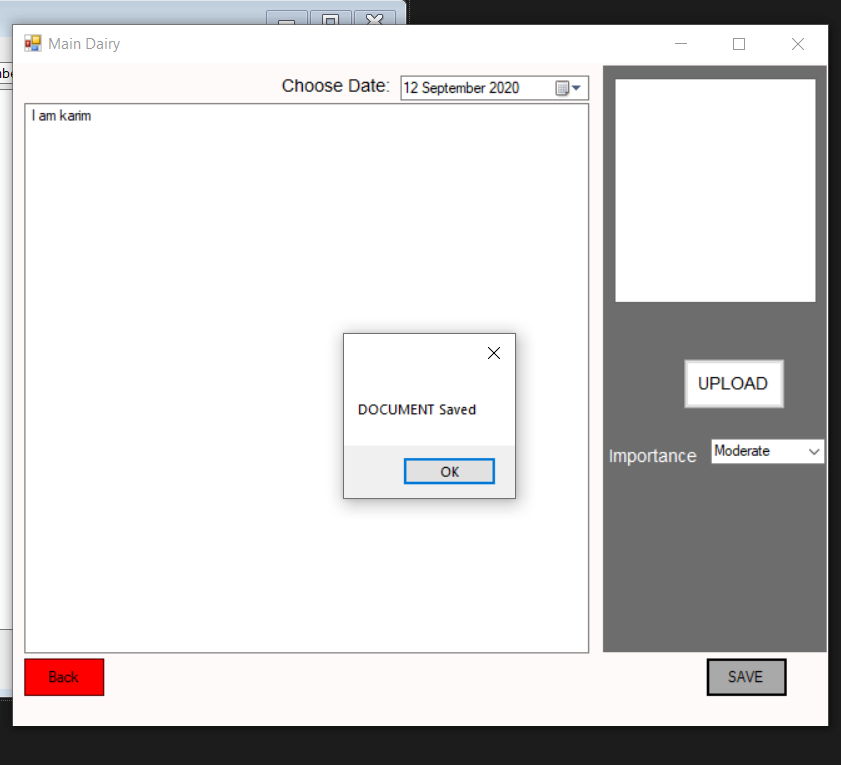 Main Dairy
Choose Date: 12 September 2020
I am karim
DOCUMENT Saved
OK
UPLOAD
Importance Moderate
Back
SAVE